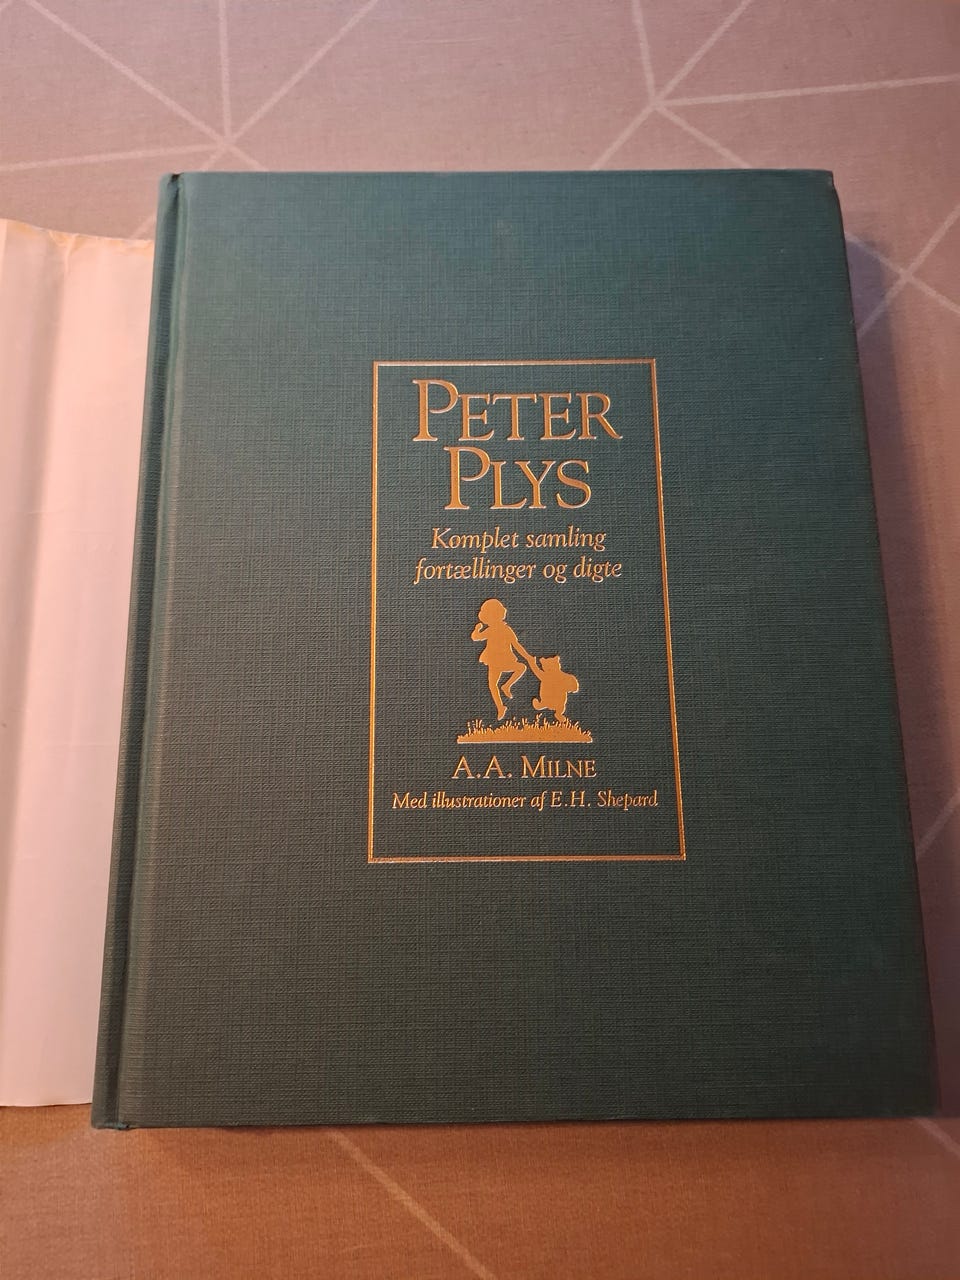 PETER
PLYS
Komplet samling
fortællinger og digte
A.A. MILNE
Med illustrationer af E.H. Shepard